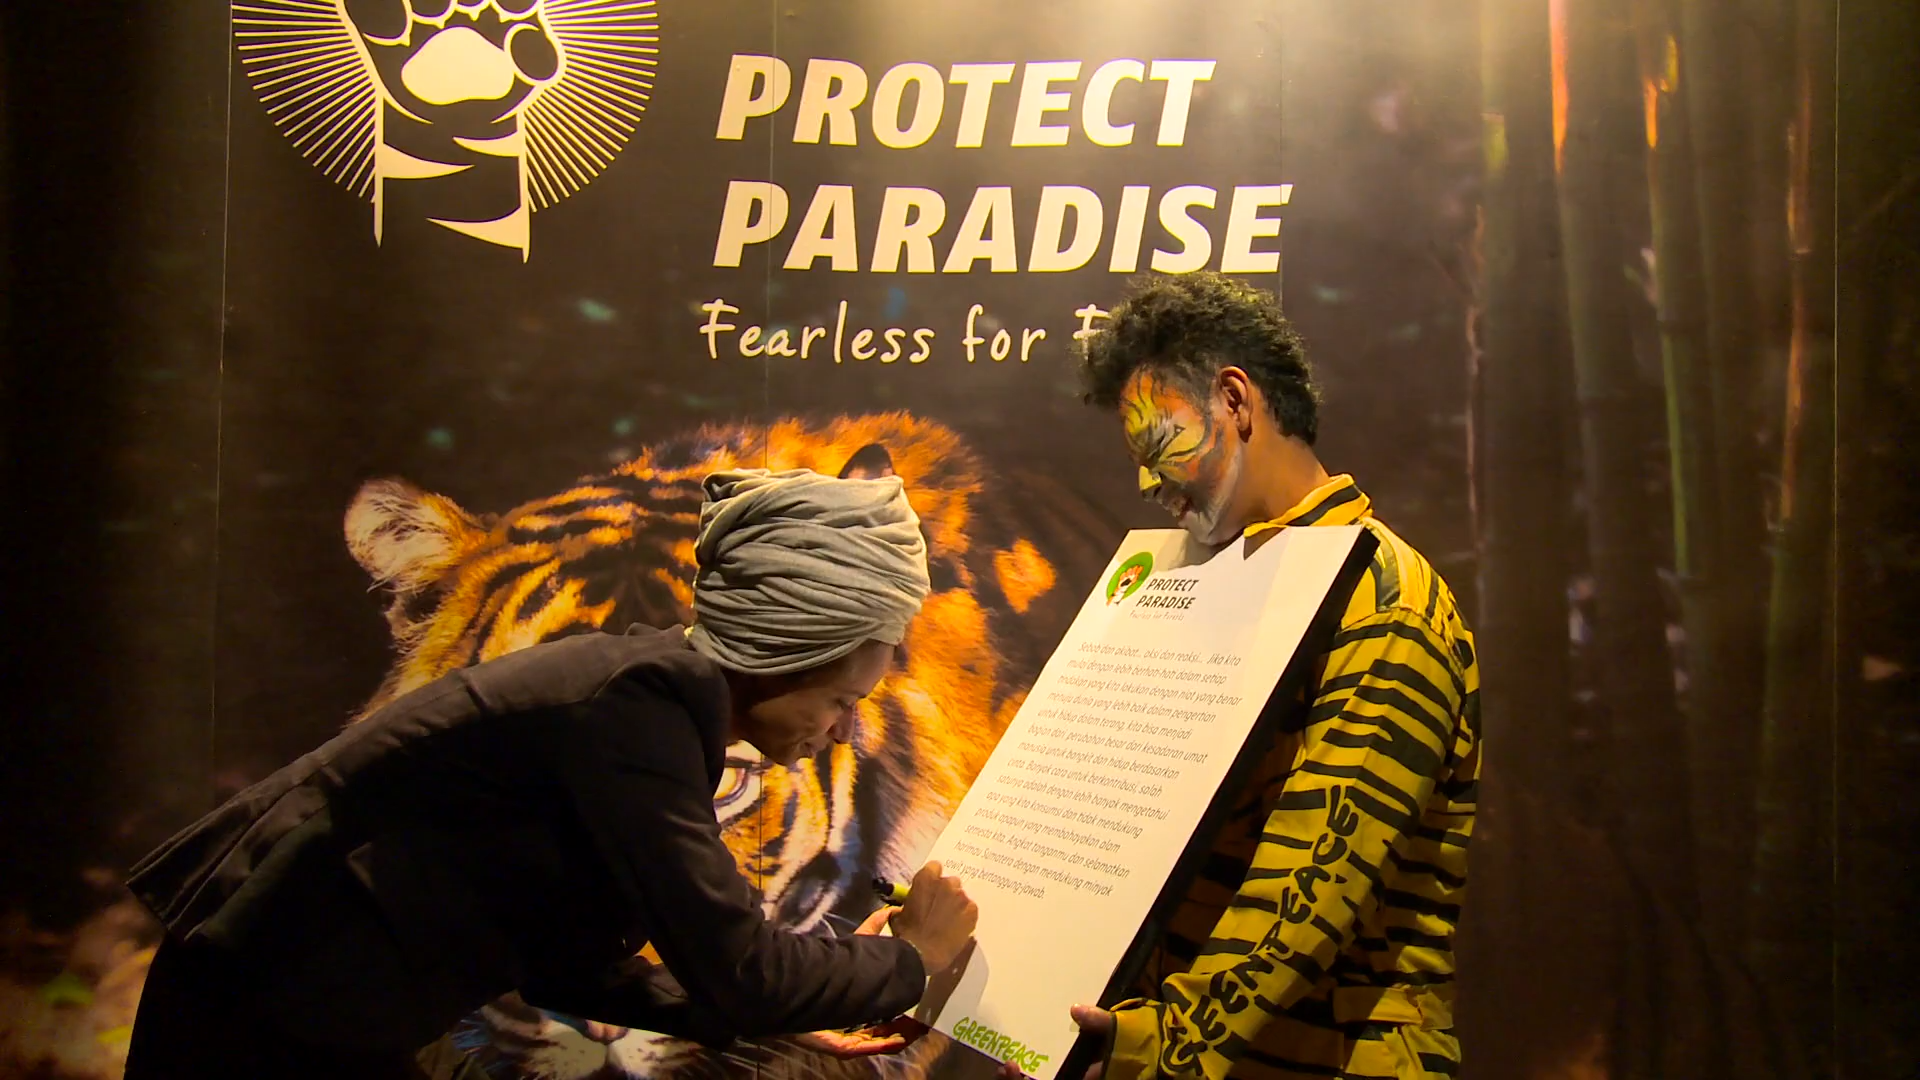 PROTECT
PARADISE
Fearless for
PROTECT
PARADISE
Fearless for Forests
Sebab dan akibat... aksi dan reaksi... Jika kita
mulai dengan lebih berhati-hati dalam setiap
tindakan yang kita lakukan dengan niat yang benar
menuju dunia yang lebih baik dalam pengertian
untuk hidup dalam terang, kita bisa menjadi
bagian dari perubahan besar dari kesadaran umat
manusia untuk bangkit dan hidup berdasarkan
cinta. Banyak cara untuk berkontribusi, salah
satunya adalah dengan lebih banyak mengetahui
apa yang kita konsumsi dan tidak mendukung
produk apapun yang membahayakan alam
semesta kita. Angkat tanganmu dan selamatkan
harimau Sumatera dengan mendukung minyak
sawit yang bertanggung-jawab.
GREENPEACE
GREENPEACE